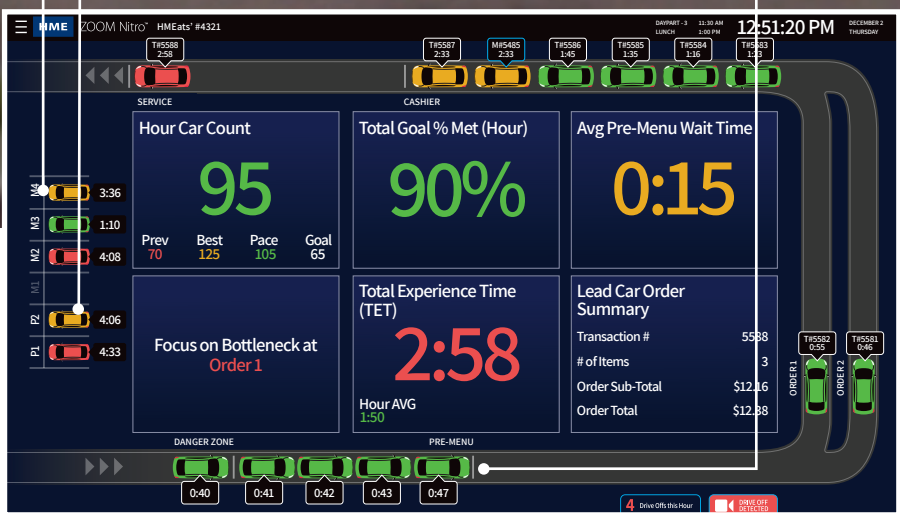 HME ZOOM Nitro™ HMEats' #4321
DAYPART - 3 11:30 AM
LUNCH 1:00 PM
12:51:20 PM
DECEMBER 2
THURSDAY
T#5588
2:58
T#5587
2:33
M#5485
2:33
T#5586
1:45
T#5585
1:35
T#5584
1:16
T#5583
SERVICE
CASHIER
Hour Car Count
95
Prev Best Pace Goal
70 125 105 65
Total Goal % Met (Hour)
90%
Avg Pre-Menu Wait Time
0:15
M4 3:36
M3 1:10
M2 4:08
M1
P2 4:06
P1 4:33
Focus on Bottleneck at
Order 1
Total Experience Time
(TET)
2:58
Hour AVG
1:50
Lead Car Order
Summary
Transaction # 5588
# of Items 3
Order Sub-Total $12.16
Order Total $12.38
ORDER 1
T#5582
0:55
ORDER 2
T#5581
0:46
DANGER ZONE
PRE-MENU
0:40
0:41
0:42
0:43
0:47
4 Drive Offs this Hour
DRIVE OFF
DETECTED